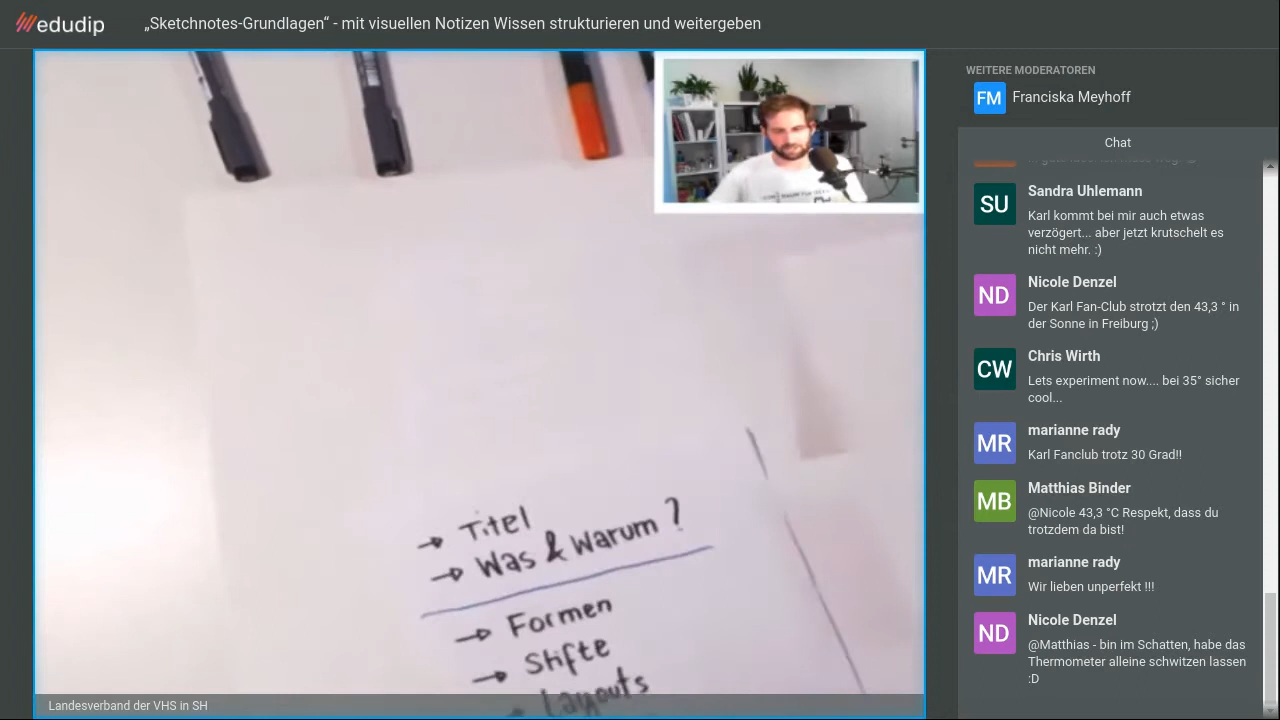 edudip
„Sketchnotes-Grundlagen“ - mit visuellen Notizen Wissen strukturieren und weitergeben
→ Titel
→ Was & Warum ?
→ Formen
→ Stifte
→ Layouts
Landesverband der VHS in SH
WEITERE MODERATOREN
FM
Franciska Meyhoff
Chat
SU
Sandra Uhlemann
Karl kommt bei mir auch etwas
verzögert... aber jetzt krutschelt es
nicht mehr. :)
ND
Nicole Denzel
Der Karl Fan-Club strotzt den 43,3 ° in
der Sonne in Freiburg ;)
CW
Chris Wirth
Lets experiment now.... bei 35° sicher
cool...
MR
marianne rady
Karl Fanclub trotz 30 Grad!!
MB
Matthias Binder
@Nicole 43,3 °C Respekt, dass du
trotzdem da bist!
MR
marianne rady
Wir lieben unperfekt !!!
ND
Nicole Denzel
@Matthias - bin im Schatten, habe das
Thermometer alleine schwitzen lassen
:D